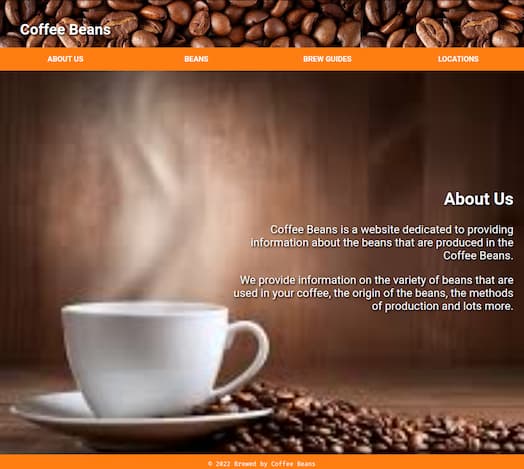 Coffee Beans
ABOUT US BEANS BREW GUIDES LOCATIONS
About Us
Coffee Beans is a website dedicated to providing
information about the beans that are produced in the
Coffee Beans.
We provide information on the variety of beans that are
used in your coffee, the origin of the beans, the methods
of production and lots more.
© 2022 Brewed by Coffee Beans